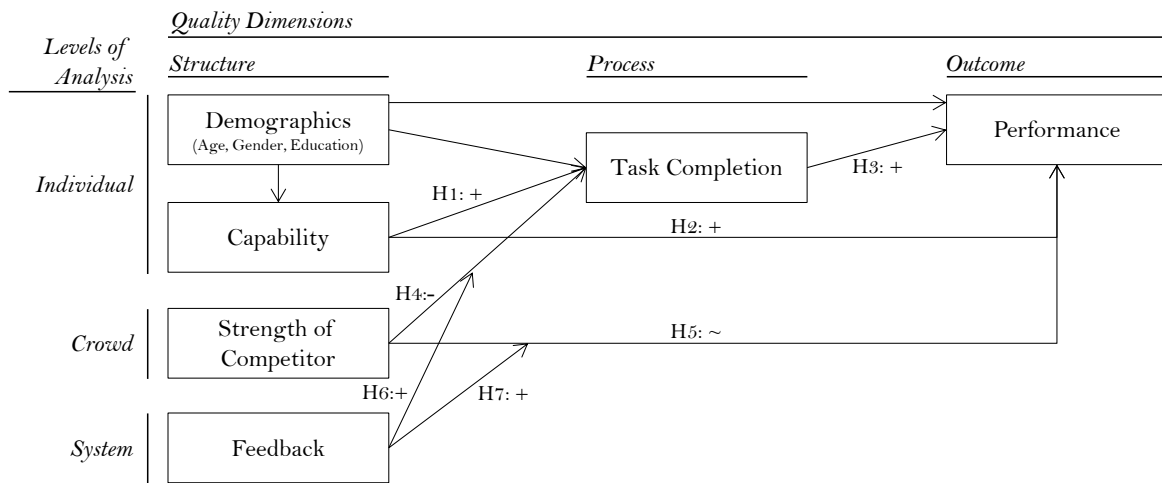 Quality Dimensions
Levels of
Analysis
Structure
Process
Outcome
Demographics
(Age, Gender, Education)
Performance
Task Completion
H3: +
Individual
H1: +
Capability
H2: +
H4:-
Strength of
Competitor
Crowd
H5: ~
H6:+
H7: +
System
Feedback